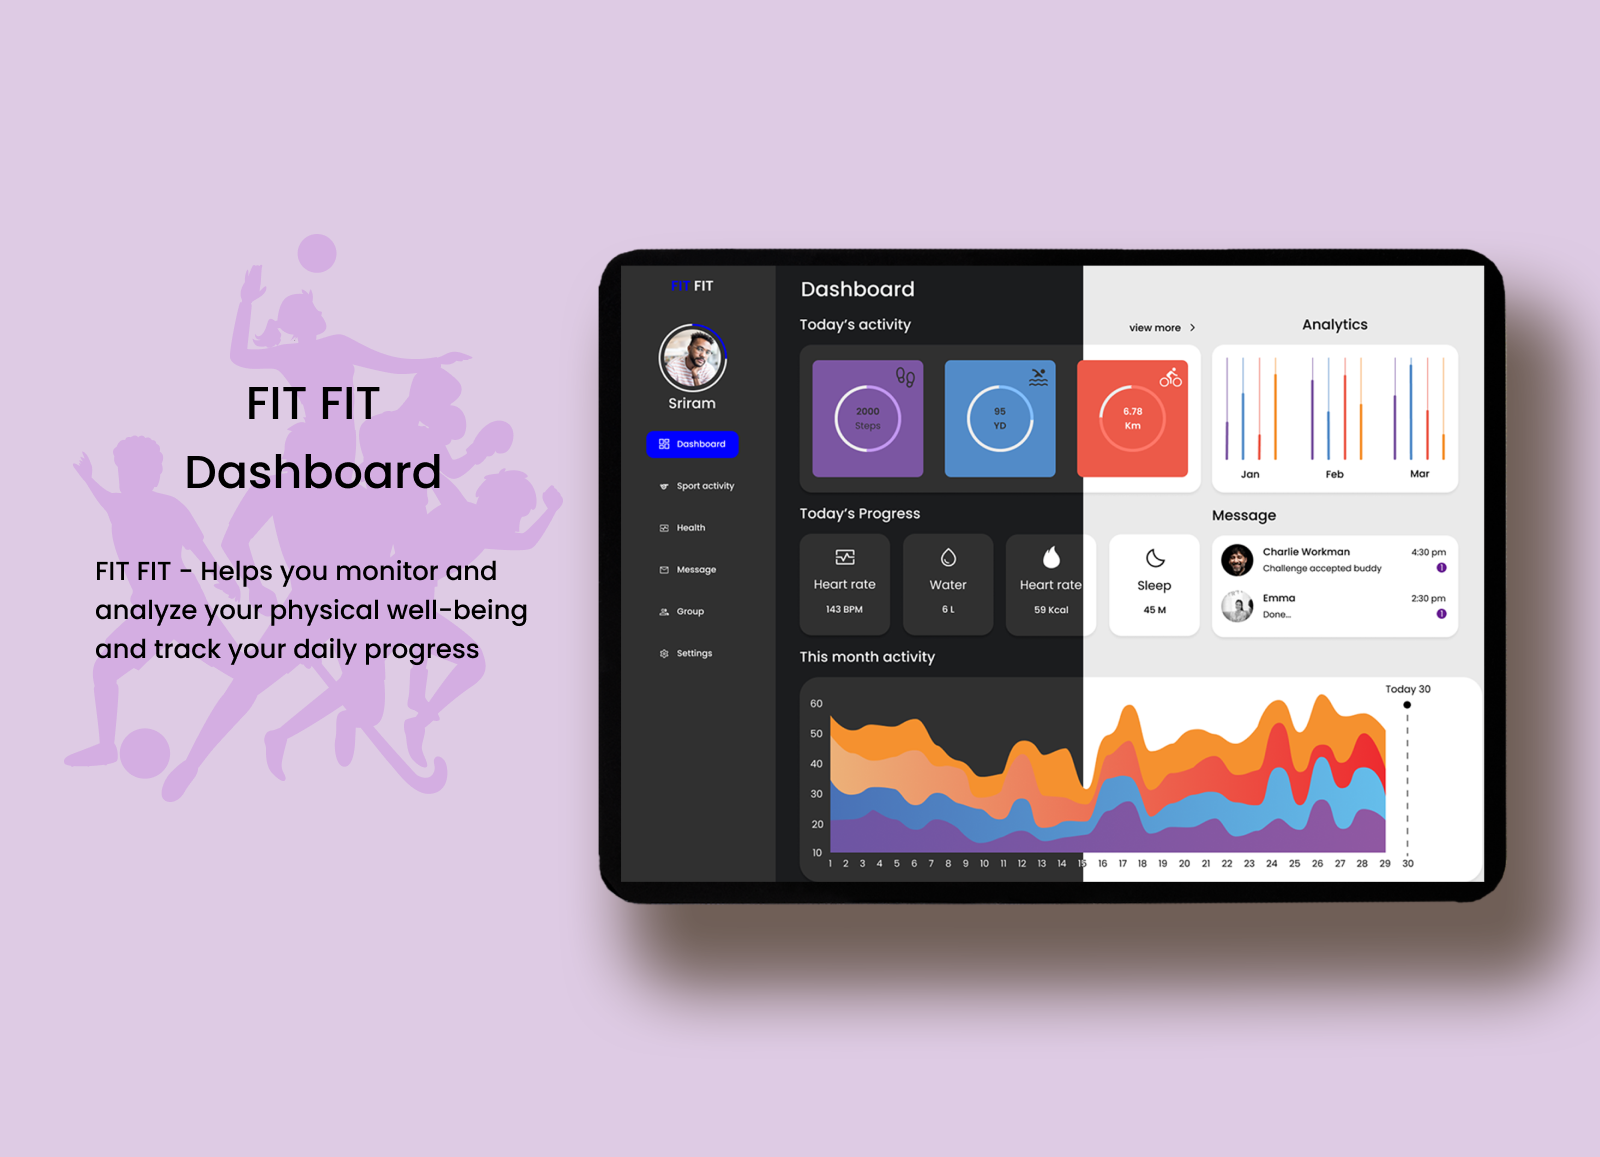 FIT FIT
Dashboard
FIT FIT - Helps you monitor and
analyze your physical well-being
and track your daily progress
FIT FIT
Sriram
Dashboard
Sport activity
Health
Message
Group
Settings
Dashboard
Today's activity
view more
2000
Steps
95
YD
6.78
Km
Analytics
Jan Feb Mar
Today's Progress
Heart rate
143 BPM
Water
6 L
Heart rate
59 Kcal
Sleep
45 M
Message
Charlie Workman 4:30 pm
Challenge accepted buddy 1
Emma 2:30 pm
Done... 1
This month activity
Today 30
60
50
40
30
20
10
1 2 3 4 5 6 7 8 9 10 11 12 13 14 15 16 17 18 19 20 21 22 23 24 25 26 27 28 29 30